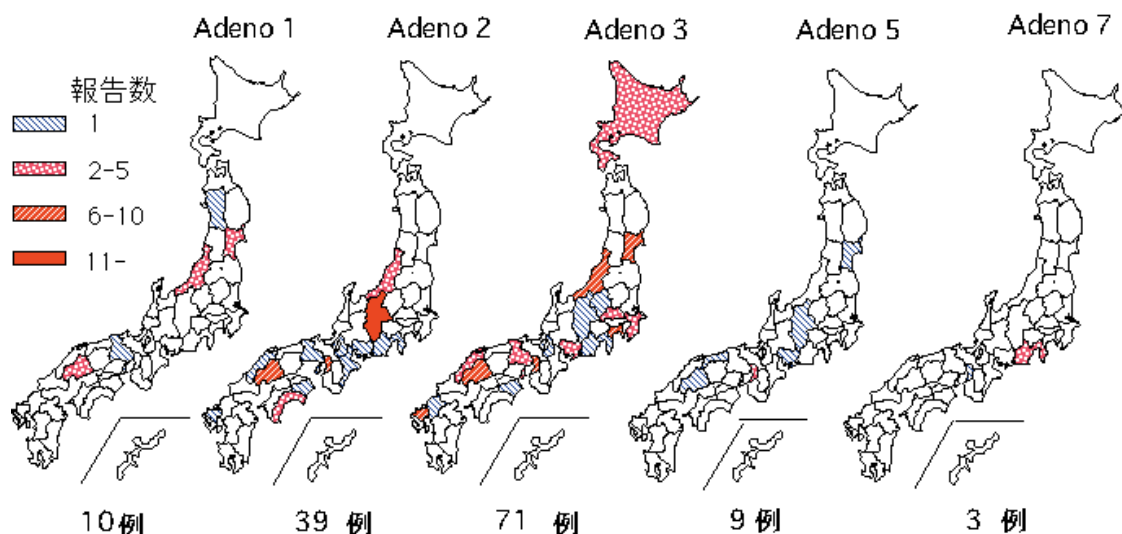 Adeno 1
Adeno 2
Adeno 3
Adeno 5
Adeno 7
報告数
1
2-5
6-10
11-
10例
39 例
71 例
9 例
3 例